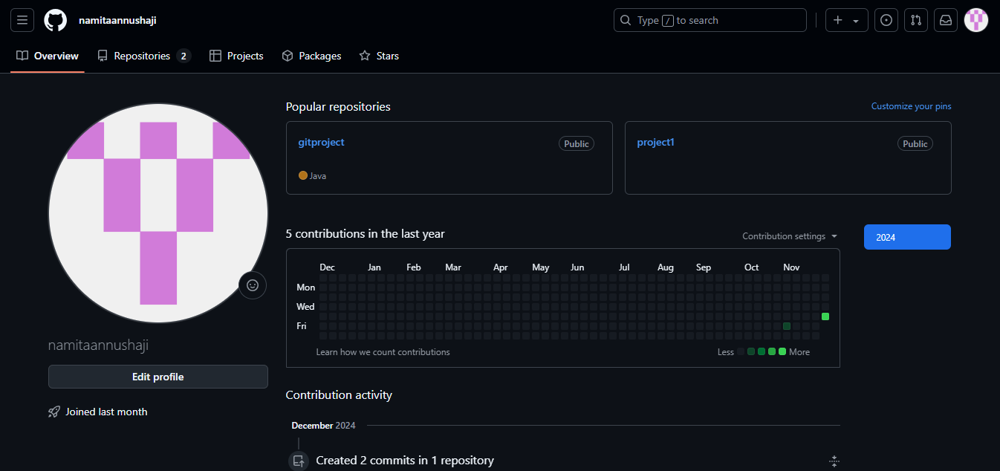 namitaannushaji
Type / to search
Overview Repositories 2 Projects Packages Stars
Popular repositories Customize your pins
gitproject Public
Java
project1 Public
5 contributions in the last year Contribution settings 2024
Dec Jan Feb Mar Apr May Jun Jul Aug Sep Oct Nov
Mon
Wed
Fri
Learn how we count contributions Less More
namitaannushaji
Edit profile
Joined last month
Contribution activity
December 2024
Created 2 commits in 1 repository